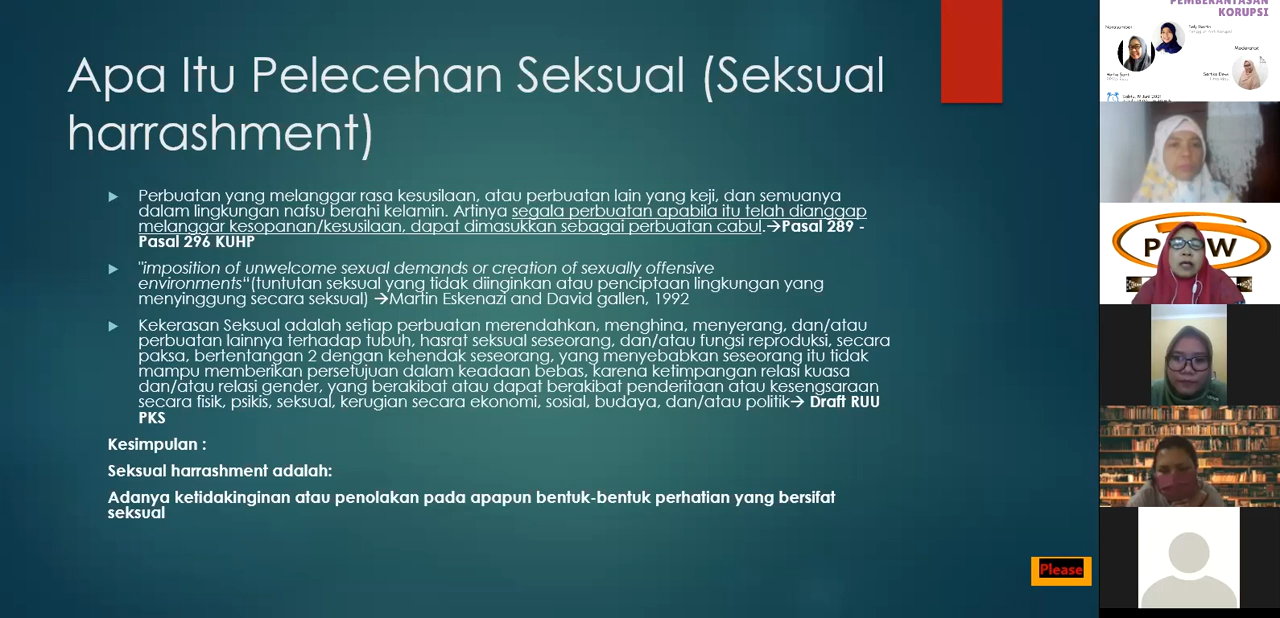 Apa Itu Pelecehan Seksual (Seksual
harrashment)
Perbuatan yang melanggar rasa kesusilaan, atau perbuatan lain yang keji, dan semuanya
dalam lingkungan nafsu berahi kelamin. Artinya segala perbuatan apabila itu telah dianggap
melanggar kesopanan/kesusilaan, dapat dimasukkan sebagai perbuatan cabul.→Pasal 289 -
Pasal 296 KUHP
"imposition of unwelcome sexual demands or creation of sexually offensive
environments"(tuntutan seksual yang tidak diinginkan atau penciptaan lingkungan yang
menyinggung secara seksual) →Martin Eskenazi and David gallen, 1992
Kekerasan Seksual adalah setiap perbuatan merendahkan, menghina, menyerang, dan/atau
perbuatan lainnya terhadap tubuh, hasrat seksual seseorang, dan/atau fungsi reproduksi, secara
paksa, bertentangan 2 dengan kehendak seseorang, yang menyebabkan seseorang itu tidak
mampu memberikan persetujuan dalam keadaan bebas, karena ketimpangan relasi kuasa
dan/atau relasi gender, yang berakibat atau dapat berakibat penderitaan atau kesengsaraan
secara fisik, psikis, seksual, kerugian secara ekonomi, sosial, budaya, dan/atau politik→ Draft RUU
PKS
Kesimpulan :
Seksual harrashment adalah:
Adanya ketidakinginan atau penolakan pada apapun bentuk-bentuk perhatian yang bersifat
seksual
Please
PEMBERANTASAN
KORUPSI
Narasumber
Moderator